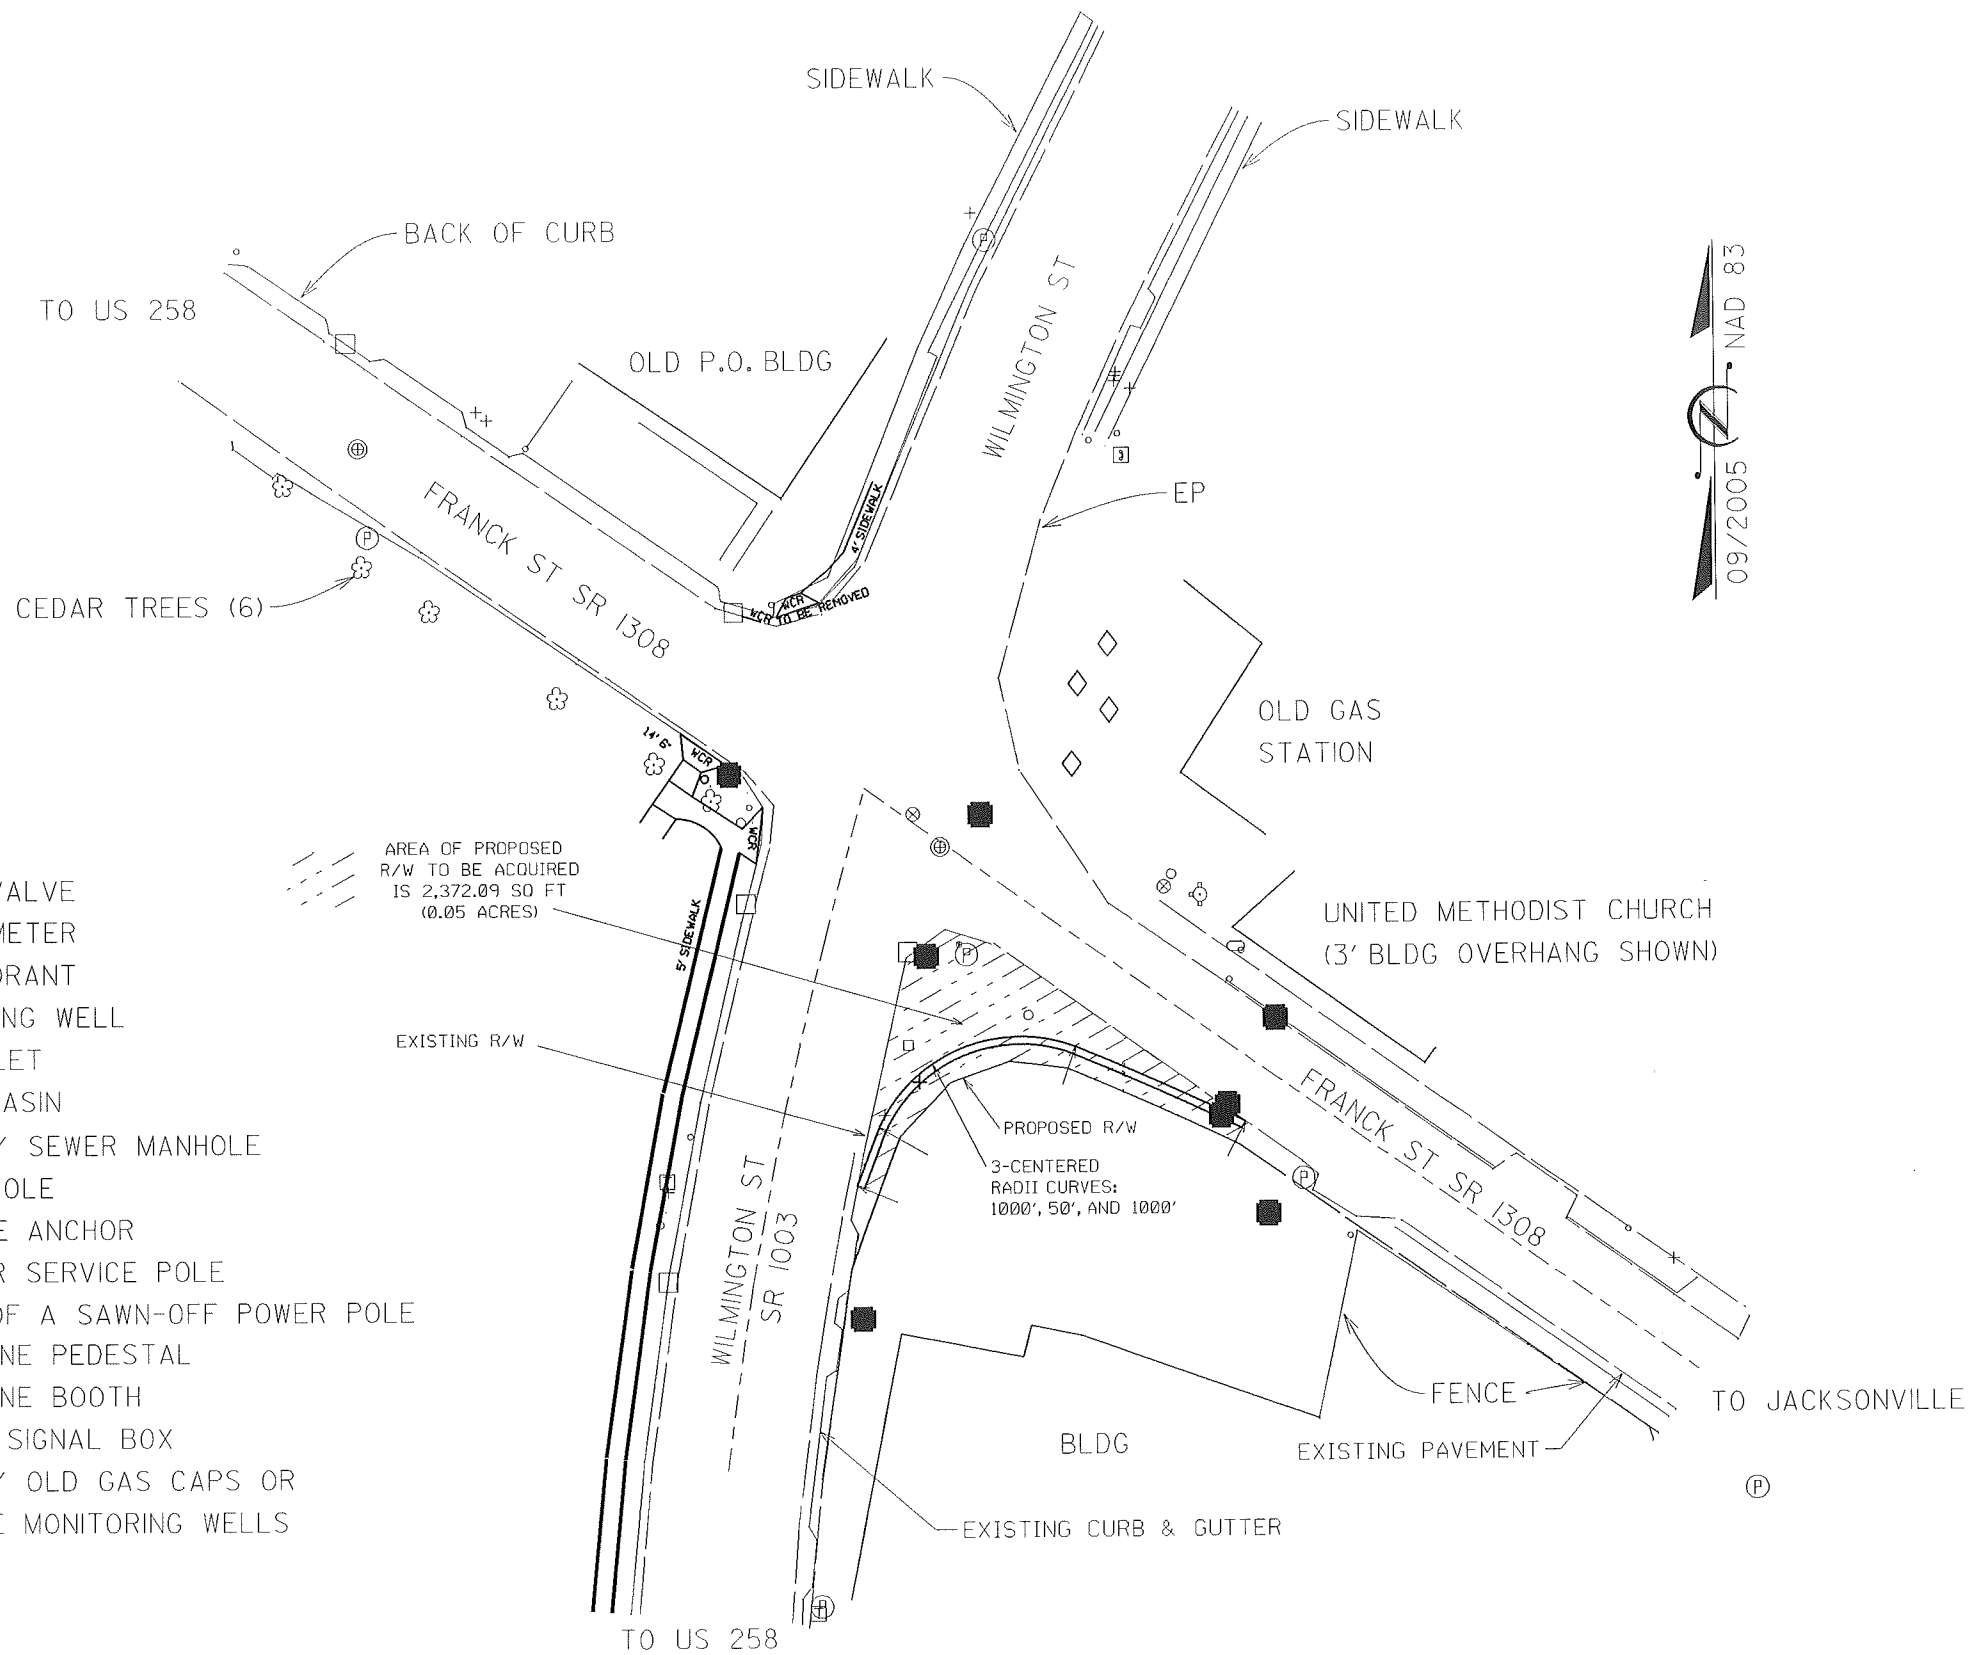 SIDEWALK
SIDEWALK
BACK OF CURB
TO US 258
OLD P.O. BLDG
WILMINGTON ST
NAD 83
09/2005
EP
4' SIDEWALK
FRANCK ST SR 1308
CEDAR TREES (6)
WCR
WCR TO BE REMOVED
OLD GAS
STATION
14' 6"
WCR
WCR
AREA OF PROPOSED
R/W TO BE ACQUIRED
IS 2,372.09 SQ FT
(0.05 ACRES)
5' SIDEWALK
UNITED METHODIST CHURCH
(3' BLDG OVERHANG SHOWN)
EXISTING R/W
PROPOSED R/W
3-CENTERED
RADII CURVES:
1000', 50', AND 1000'
FRANCK ST SR 1308
WILMINGTON ST
SR 1003
FENCE
TO JACKSONVILLE
BLDG
EXISTING PAVEMENT
P
EXISTING CURB & GUTTER
TO US 258
VALVE
METER
DRANT
NG WELL
LET
ASIN
Y SEWER MANHOLE
OLE
E ANCHOR
R SERVICE POLE
OF A SAWN-OFF POWER POLE
NE PEDESTAL
NE BOOTH
SIGNAL BOX
Y OLD GAS CAPS OR
E MONITORING WELLS